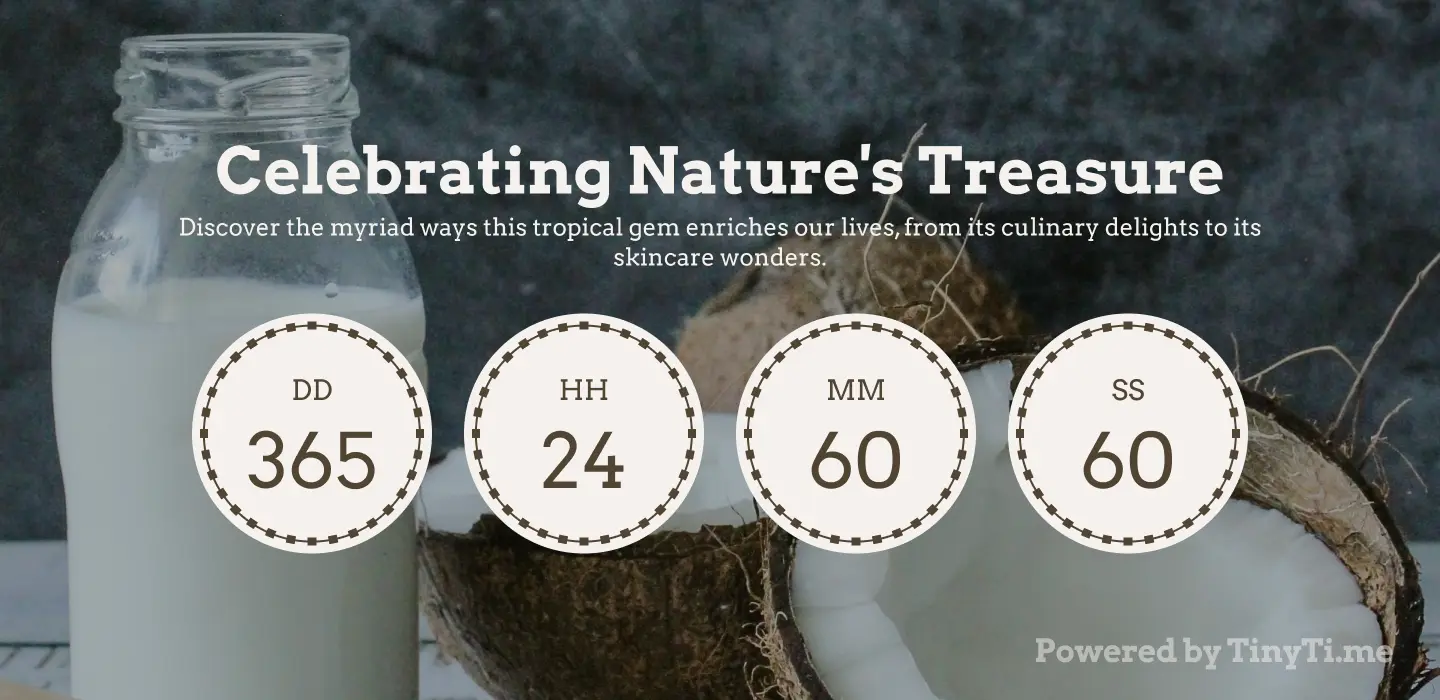 Celebrating Nature's Treasure
Discover the myriad ways this tropical gem enriches our lives, from its culinary delights to its
skincare wonders.
DD
365
HH
24
MM
60
SS
60
Powered by TinyTi.me